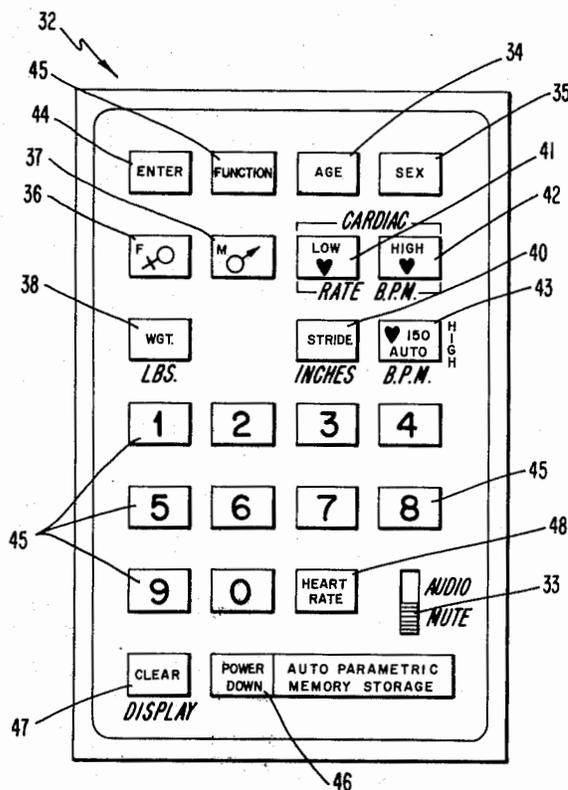 32
45
34
35
44
37
41
36
42
40
38
43
ENTER
FUNCTION
AGE
SEX
CARDIAC
F
M
LOW
HIGH
RATE B.P.M.
WGT.
STRIDE
150
AUTO
HIGH
LBS.
INCHES
B.P.M.
1 2 3 4
5 6 7 8
45
45
48
9 0
HEART
RATE
AUDIO
MUTE
33
CLEAR
POWER
DOWN
AUTO PARAMETRIC
MEMORY STORAGE
DISPLAY
47
46